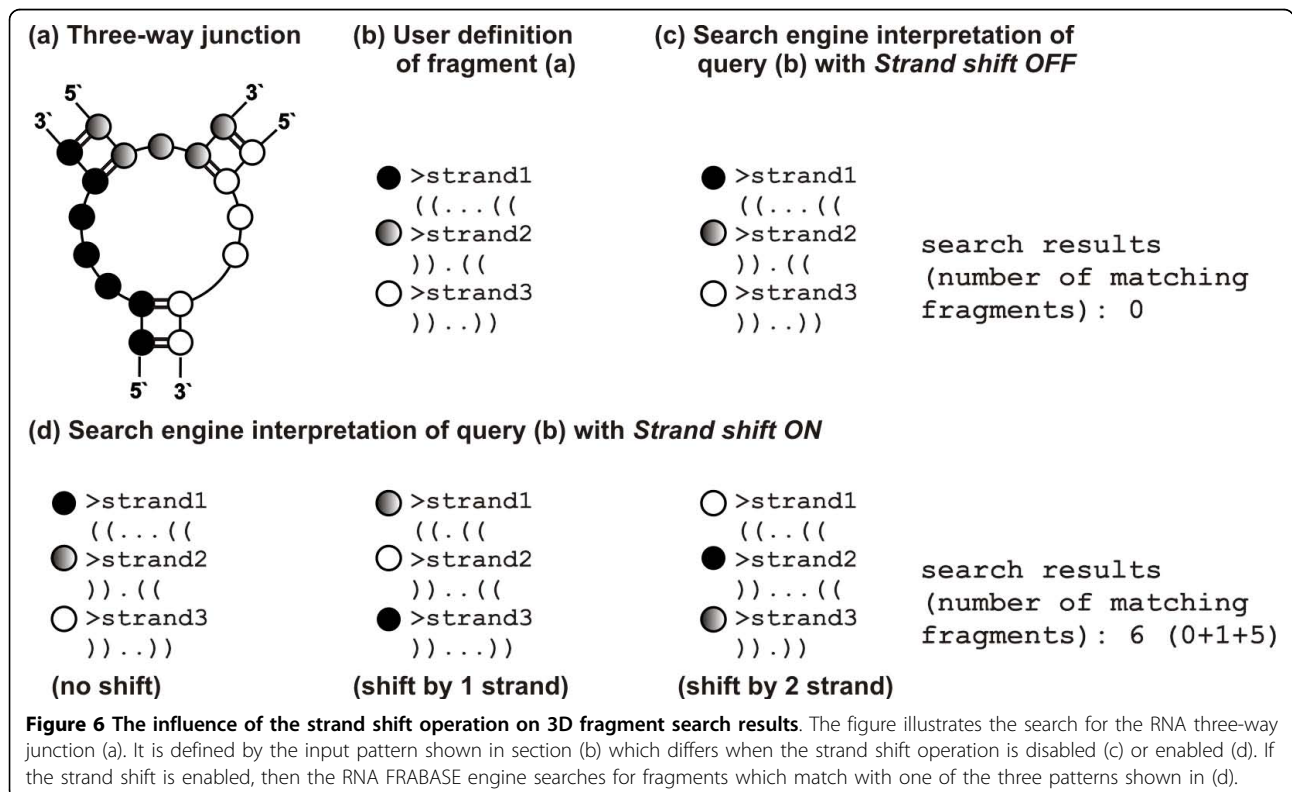 (a) Three-way junction
5`
3`
3`
5`
5` 3`
(b) User definition
of fragment (a)
>strand1
((...((
>strand2
)).((
>strand3
))..))
(c) Search engine interpretation of
query (b) with Strand shift OFF
>strand1
((...((
>strand2
)).((
>strand3
))..))
search results
(number of matching
fragments): 0
(d) Search engine interpretation of query (b) with Strand shift ON
>strand1
((...((
>strand2
)).((
>strand3
))..))
(no shift)
>strand1
((.((
>strand2
))..((
>strand3
))...))
(shift by 1 strand)
>strand1
((..((
>strand2
))...((
>strand3
)).))
(shift by 2 strand)
search results
(number of matching
fragments): 6 (0+1+5)
Figure 6 The influence of the strand shift operation on 3D fragment search results. The figure illustrates the search for the RNA three-way
junction (a). It is defined by the input pattern shown in section (b) which differs when the strand shift operation is disabled (c) or enabled (d). If
the strand shift is enabled, then the RNA FRABASE engine searches for fragments which match with one of the three patterns shown in (d).